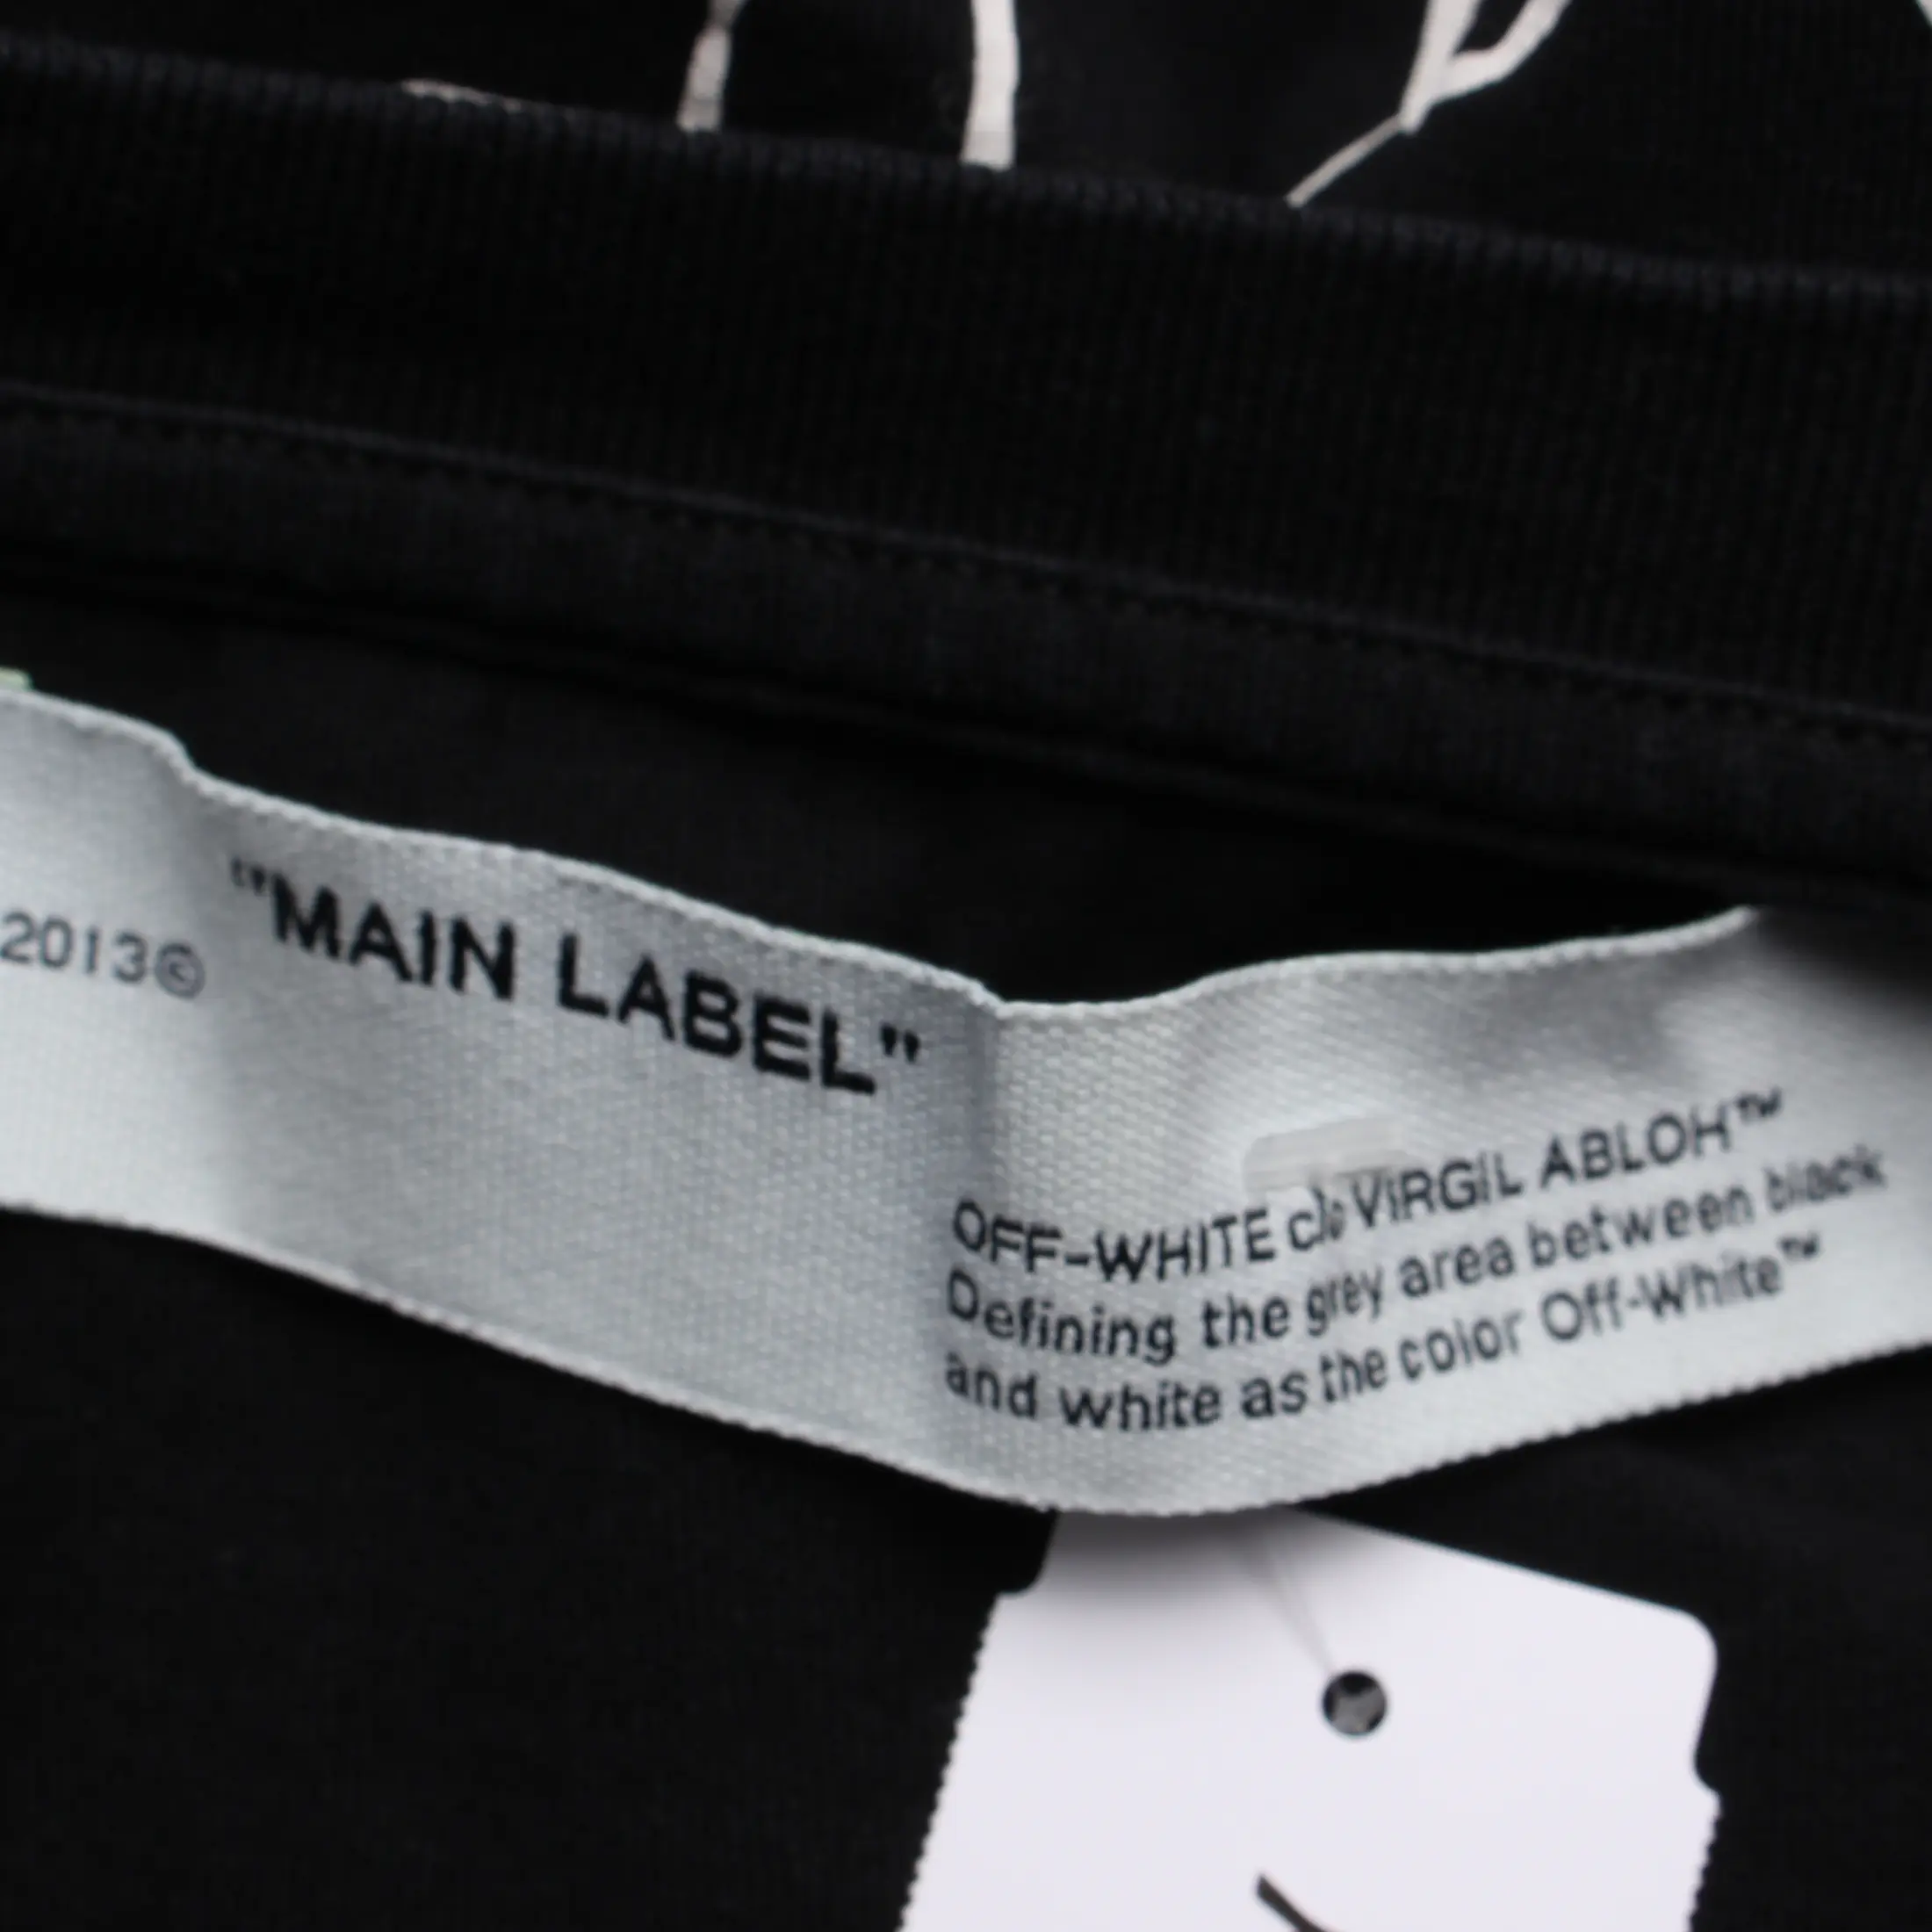 2013©
"MAIN LABEL"
OFF-WHITE c/o VIRGIL ABLOH™
Defining the grey area between black
and white as the color Off-White™